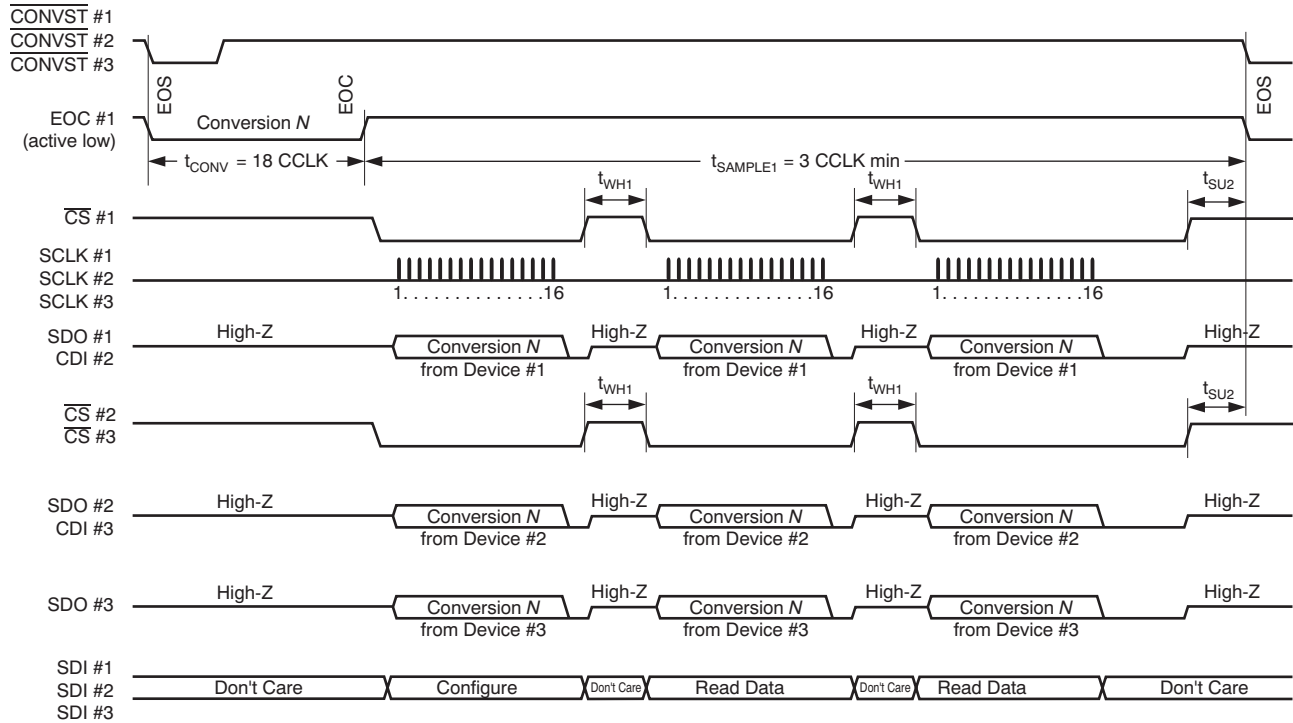 CONVST #1
CONVST #2
CONVST #3
EOS
EOC
EOS
EOC #1
(active low)
Conversion N
tCONV = 18 CCLK
tSAMPLE1 = 3 CCLK min
tWH1
tWH1
tSU2
CS #1
SCLK #1
SCLK #2
SCLK #3
1. . . . . . . . . . . . . .16
1. . . . . . . . . . . . . .16
1. . . . . . . . . . . . . .16
SDO #1
CDI #2
High-Z
Conversion N
from Device #1
High-Z
Conversion N
from Device #1
High-Z
Conversion N
from Device #1
High-Z
tWH1
tWH1
tSU2
CS #2
CS #3
SDO #2
CDI #3
High-Z
Conversion N
from Device #2
High-Z
Conversion N
from Device #2
High-Z
Conversion N
from Device #2
High-Z
SDO #3
High-Z
Conversion N
from Device #3
High-Z
Conversion N
from Device #3
High-Z
Conversion N
from Device #3
High-Z
SDI #1
SDI #2
SDI #3
Don't Care
Configure
Don't Care
Read Data
Don't Care
Read Data
Don't Care